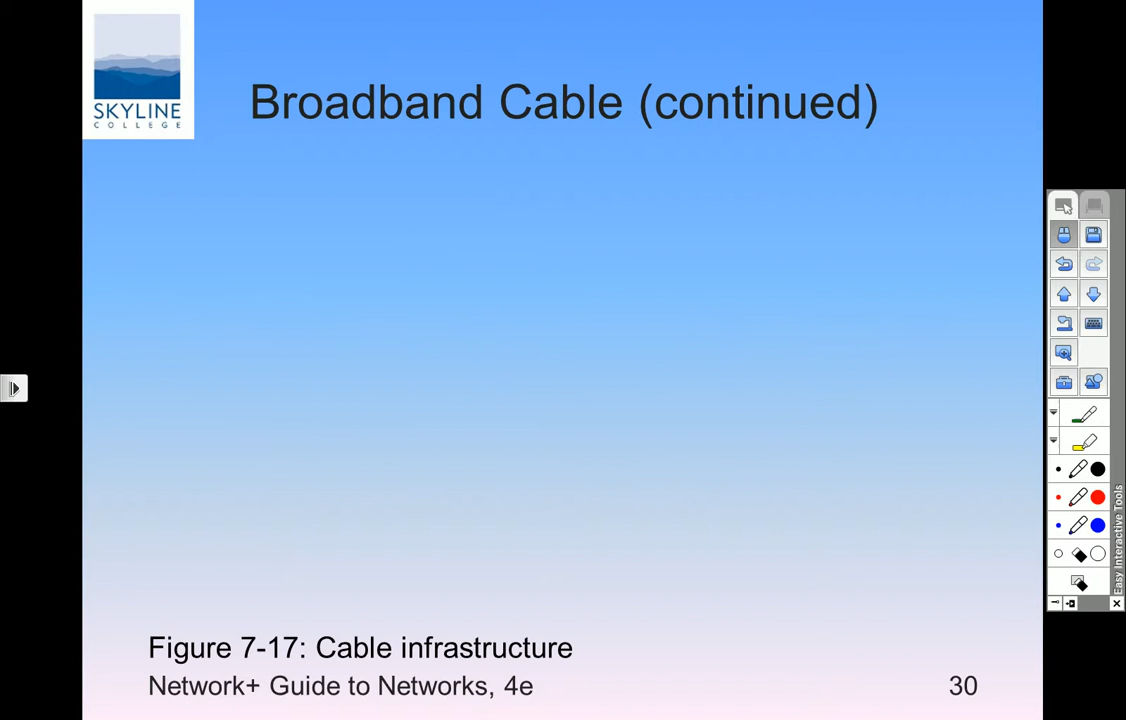 SKYLINE
COLLEGE
Broadband Cable (continued)
Easy Interactive Tools
Figure 7-17: Cable infrastructure
Network+ Guide to Networks, 4e
30